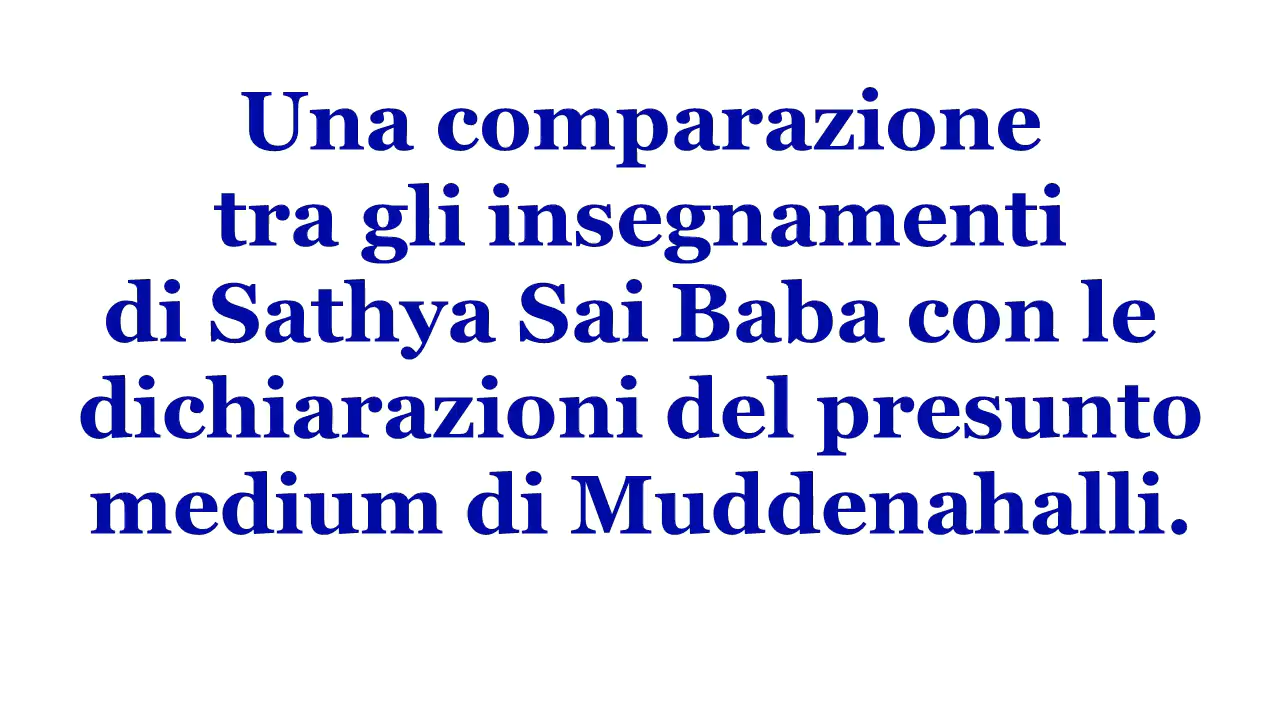 Una comparazione
tra gli insegnamenti
di Sathya Sai Baba con le
dichiarazioni del presunto
medium di Muddenahalli.